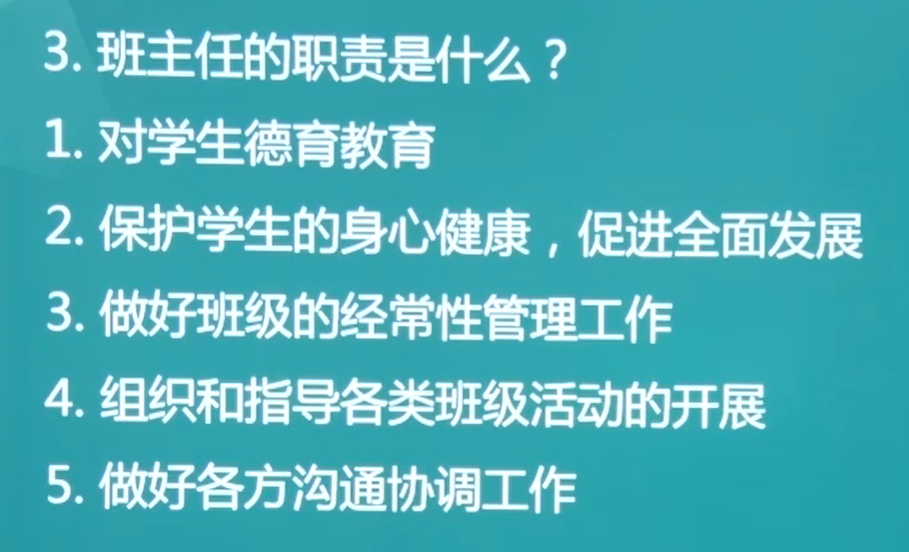 3. 班主任的职责是什么？
1. 对学生德育教育
2. 保护学生的身心健康，促进全面发展
3. 做好班级的经常性管理工作
4. 组织和指导各类班级活动的开展
5. 做好各方沟通协调工作